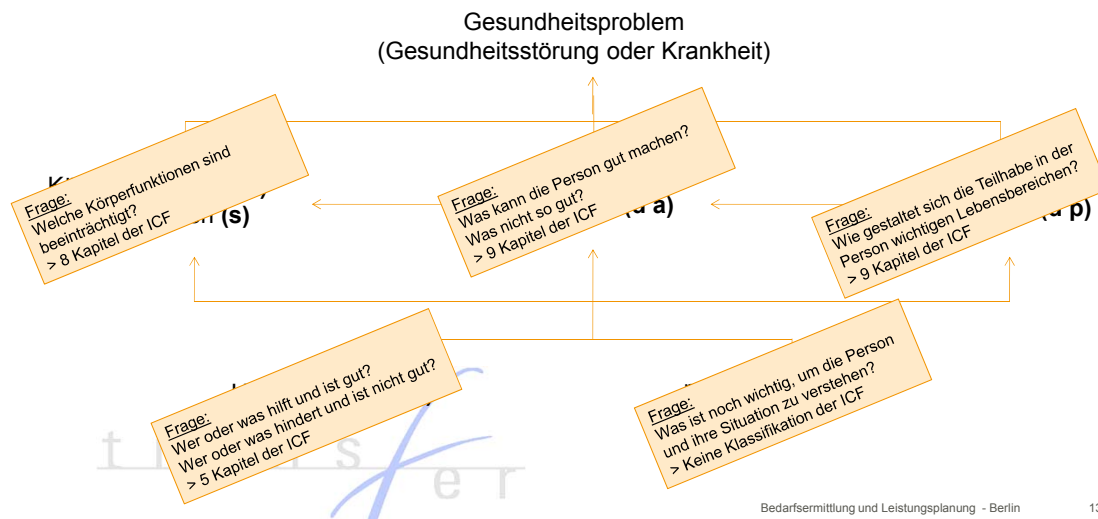 Gesundheitsproblem
(Gesundheitsstörung oder Krankheit)
Frage:
Welche Körperfunktionen sind
beeinträchtigt?
> 8 Kapitel der ICF
(s)
Frage:
Was kann die Person gut machen?
Was nicht so gut?
> 9 Kapitel der ICF
a)
Frage:
Wie gestaltet sich die Teilhabe in der
Person wichtigen Lebensbereichen?
> 9 Kapitel der ICF
p)
Frage:
Wer oder was hilft und ist gut?
Wer oder was hindert und ist nicht gut?
> 5 Kapitel der ICF
Frage:
Was ist noch wichtig, um die Person
und ihre Situation zu verstehen?
> Keine Klassifikation der ICF
Bedarfsermittlung und Leistungsplanung - Berlin 13